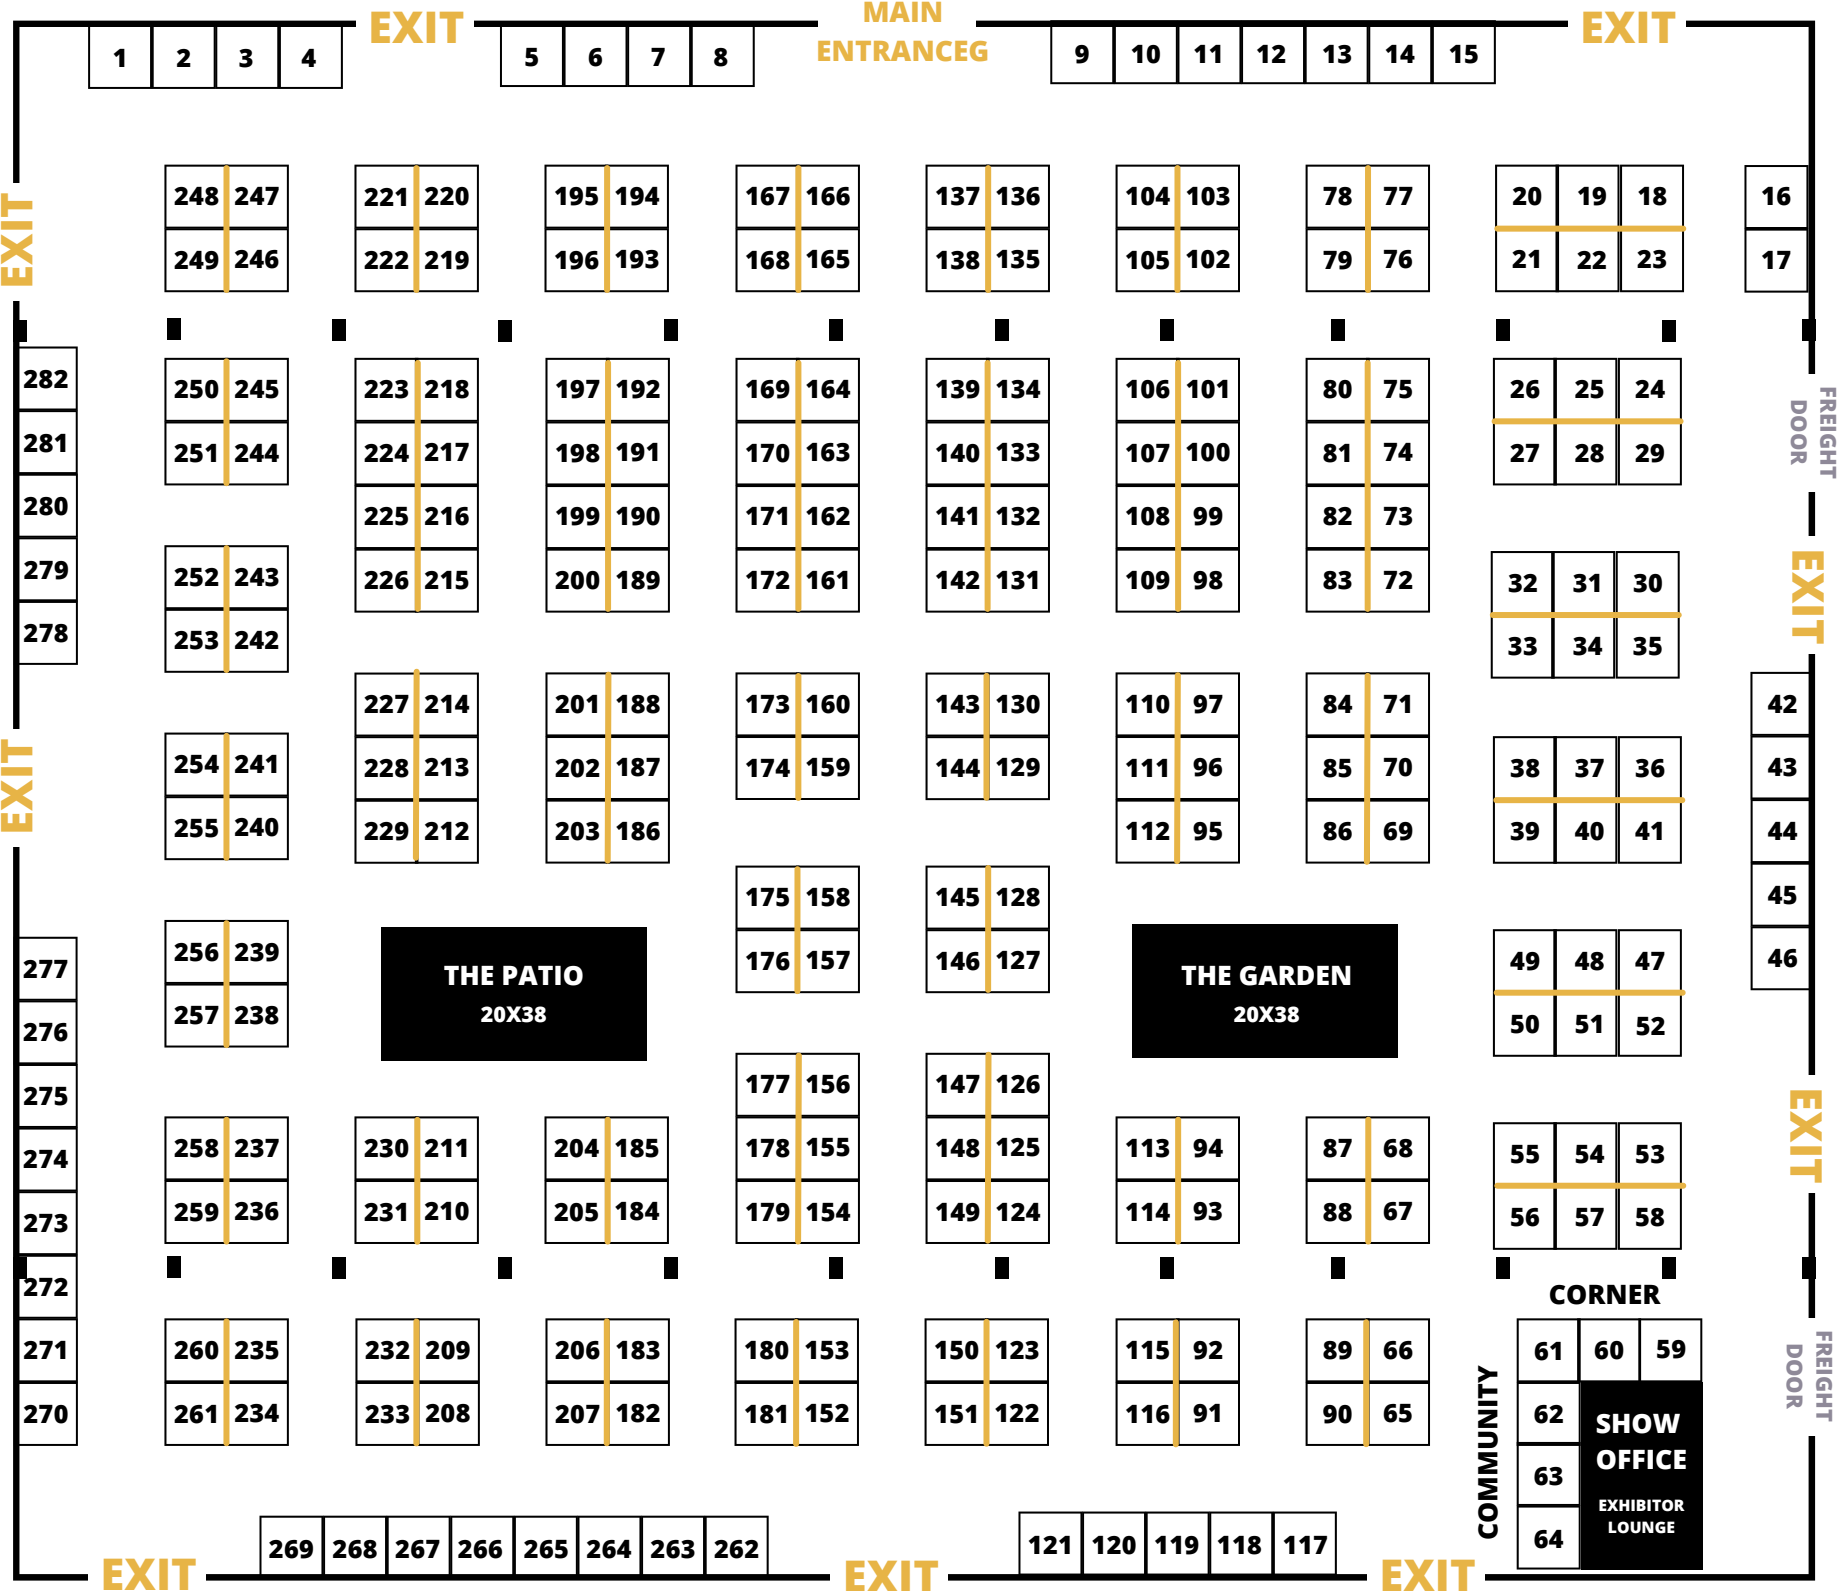 EXIT
MAIN
ENTRANCEG
EXIT
1 2 3 4
5 6 7 8
9 10 11 12 13 14 15
EXIT
248 247 221 220 195 194 167 166 137 136 104 103 78 77 20 19 18 16
249 246 222 219 196 193 168 165 138 135 105 102 79 76 21 22 23 17
FREIGHT
DOOR
282 250 245 223 218 197 192 169 164 139 134 106 101 80 75 26 25 24
281 251 244 224 217 198 191 170 163 140 133 107 100 81 74 27 28 29
280 225 216 199 190 171 162 141 132 108 99 82 73
279 252 243 226 215 200 189 172 161 142 131 109 98 83 72 32 31 30
EXIT
278 253 242 33 34 35
227 214 201 188 173 160 143 130 110 97 84 71 42
EXIT
254 241 228 213 202 187 174 159 144 129 111 96 85 70 38 37 36 43
255 240 229 212 203 186 112 95 86 69 39 40 41 44
175 158 145 128 45
277 256 239 176 157 146 127 49 48 47 46
THE PATIO
20X38
THE GARDEN
20X38
276 257 238 50 51 52
275 177 156 147 126
EXIT
274 258 237 230 211 204 185 178 155 148 125 113 94 87 68 55 54 53
273 259 236 231 210 205 184 179 154 149 124 114 93 88 67 56 57 58
272
CORNER
271 260 235 232 209 206 183 180 153 150 123 115 92 89 66 61 60 59
270 261 234 233 208 207 182 181 152 151 122 116 91 90 65 62
FREIGHT
DOOR
COMMUNITY
SHOW
OFFICE
EXHIBITOR
LOUNGE
63
64
269 268 267 266 265 264 263 262
121 120 119 118 117
EXIT
EXIT
EXIT